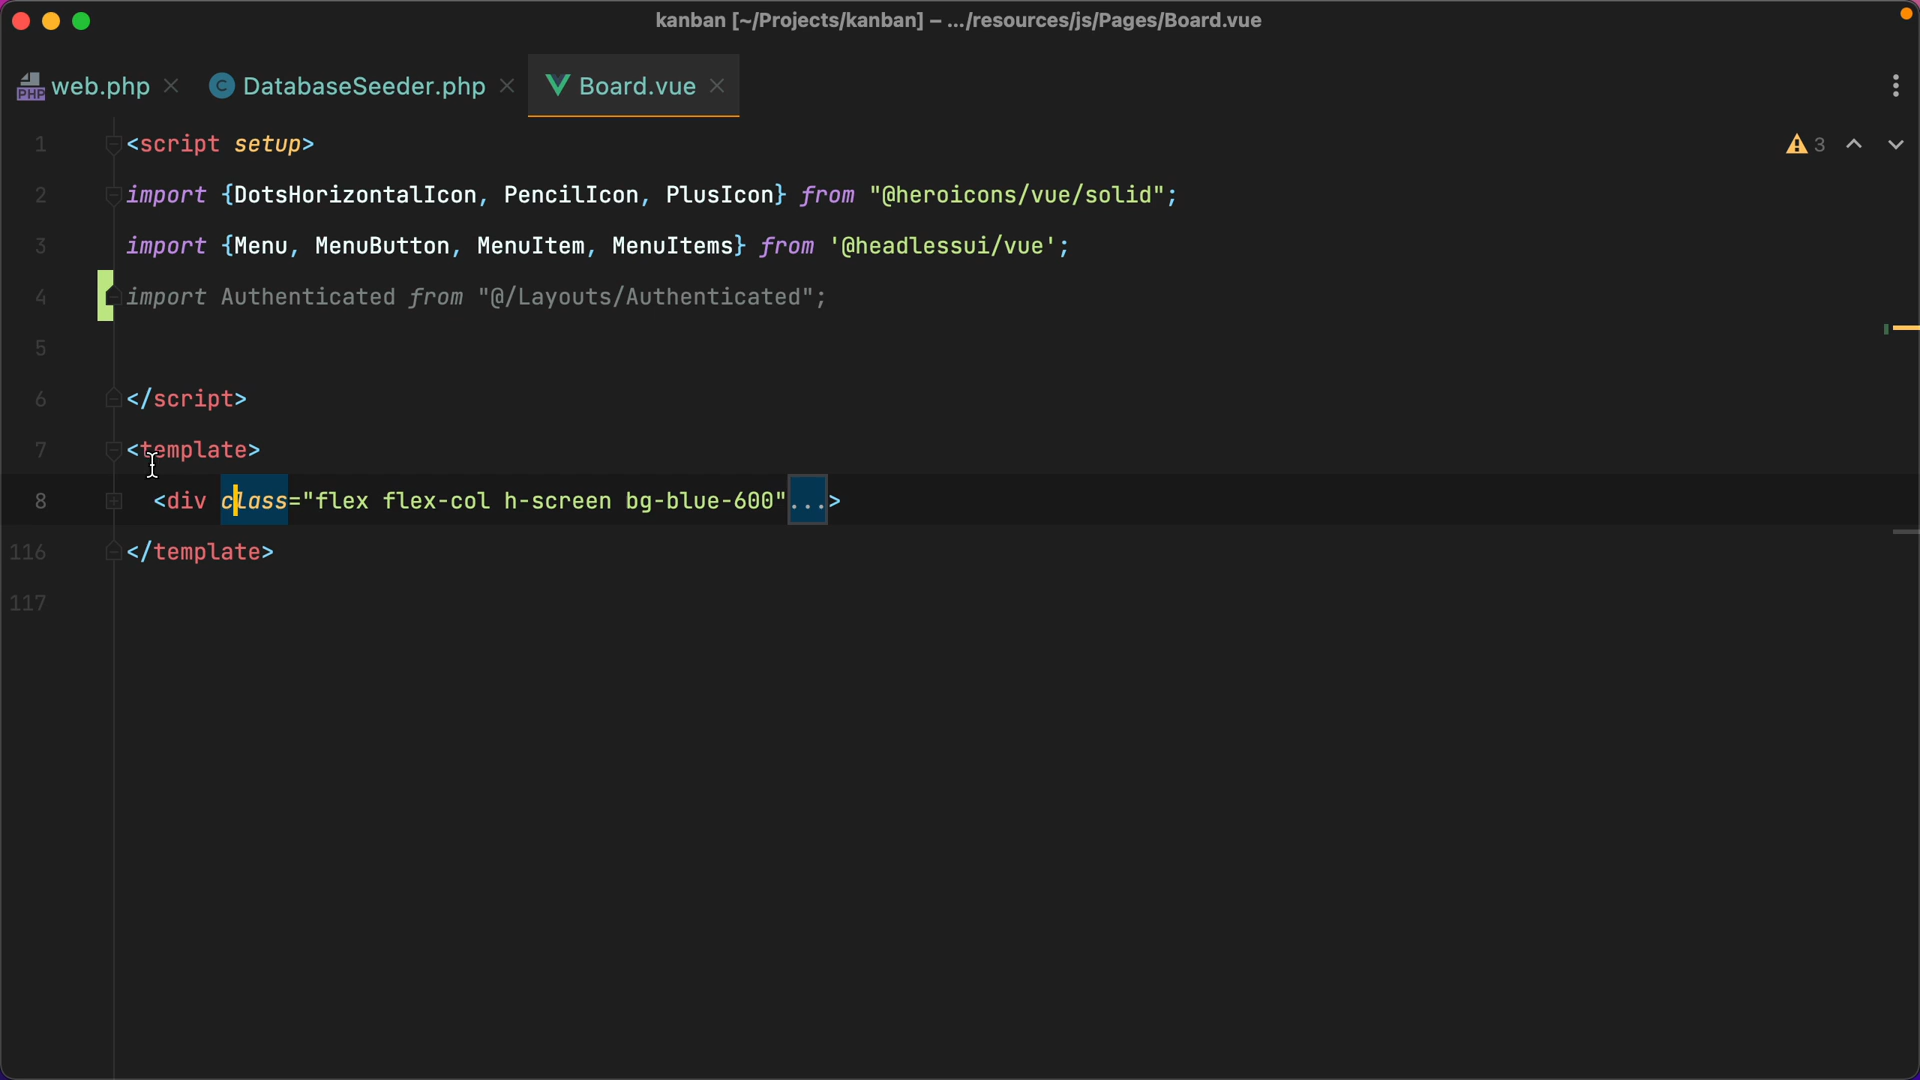 kanban [~/Projects/kanban] – .../resources/js/Pages/Board.vue
PHP web.php C DatabaseSeeder.php Board.vue
1 <script setup> 3
2 import {DotsHorizontalIcon, PencilIcon, PlusIcon} from "@heroicons/vue/solid";
3 import {Menu, MenuButton, MenuItem, MenuItems} from '@headlessui/vue';
4 import Authenticated from "@/Layouts/Authenticated";
5
6 </script>
7 <template>
8 <div class="flex flex-col h-screen bg-blue-600"...>
116 </template>
117